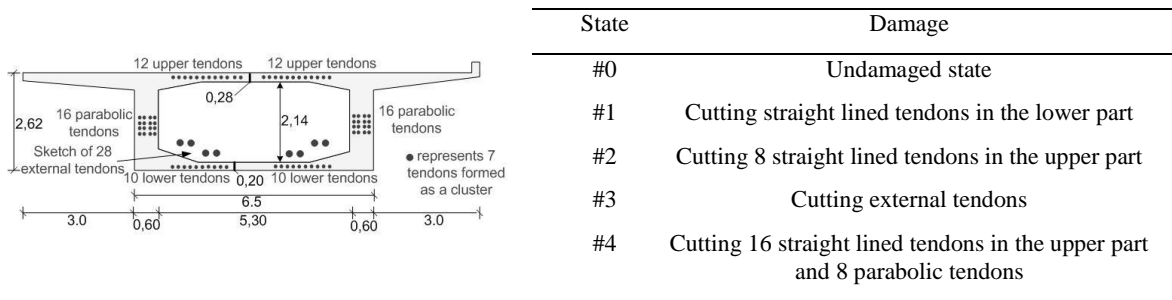 12 upper tendons 12 upper tendons
0,28
16 parabolic
tendons
16 parabolic
tendons
2,62
2,14
Sketch of 28
external tendons
● represents 7
tendons formed
as a cluster
10 lower tendons 0,20 10 lower tendons
6.5
3.0 0,60 5,30 0,60 3.0
State Damage
#0 Undamaged state
#1 Cutting straight lined tendons in the lower part
#2 Cutting 8 straight lined tendons in the upper part
#3 Cutting external tendons
#4 Cutting 16 straight lined tendons in the upper part
and 8 parabolic tendons